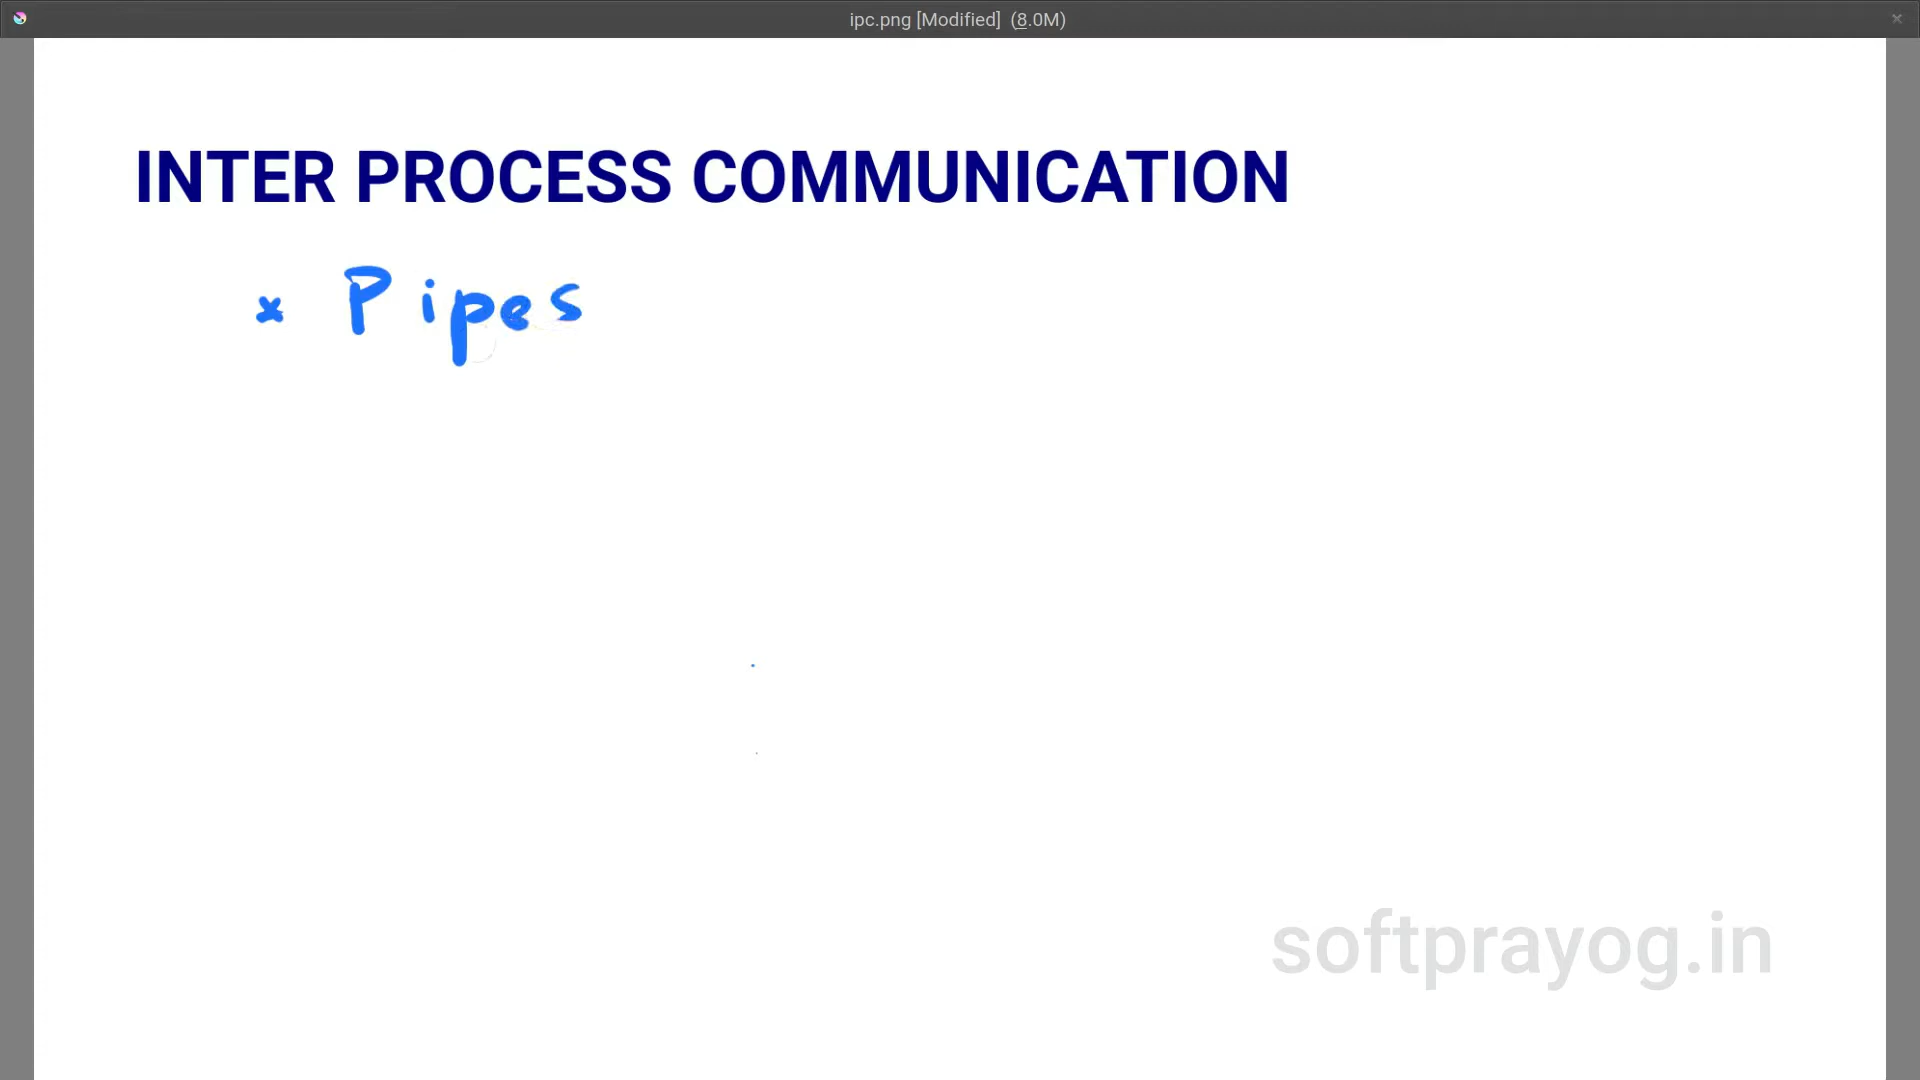 ipc.png [Modified] (8.0M)
INTER PROCESS COMMUNICATION
* Pipes
softprayog.in